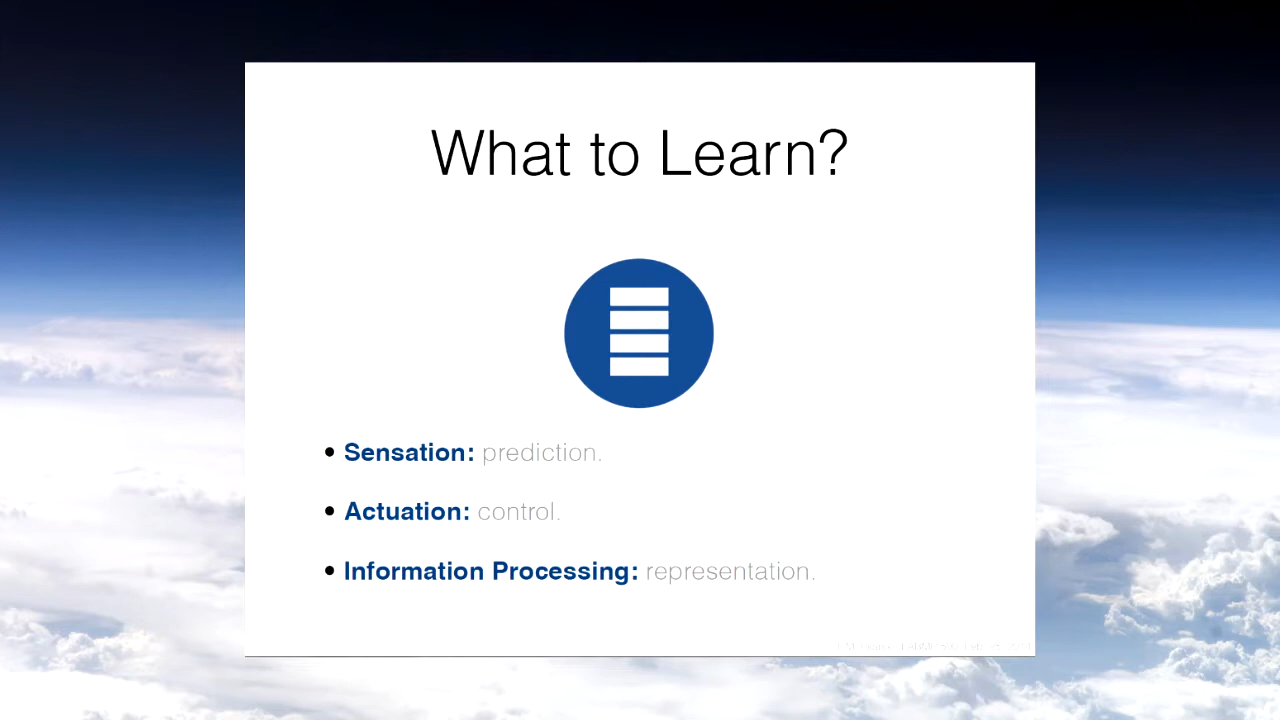 What to Learn?
• Sensation: prediction.
• Actuation: control.
• Information Processing: representation.